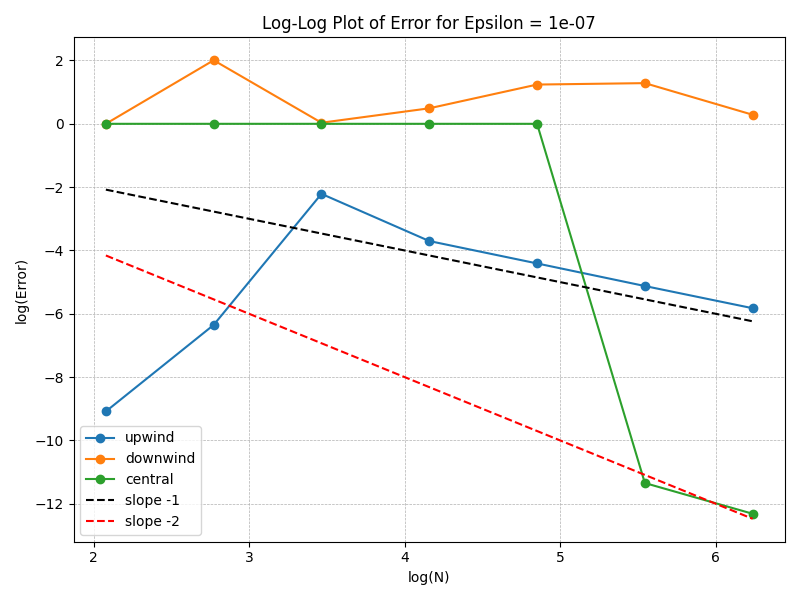 Log-Log Plot of Error for Epsilon = 1e-07
2
0
−2
−4
−6
−8
−10
−12
log(Error)
upwind
downwind
central
slope -1
slope -2
2 3 4 5 6
log(N)